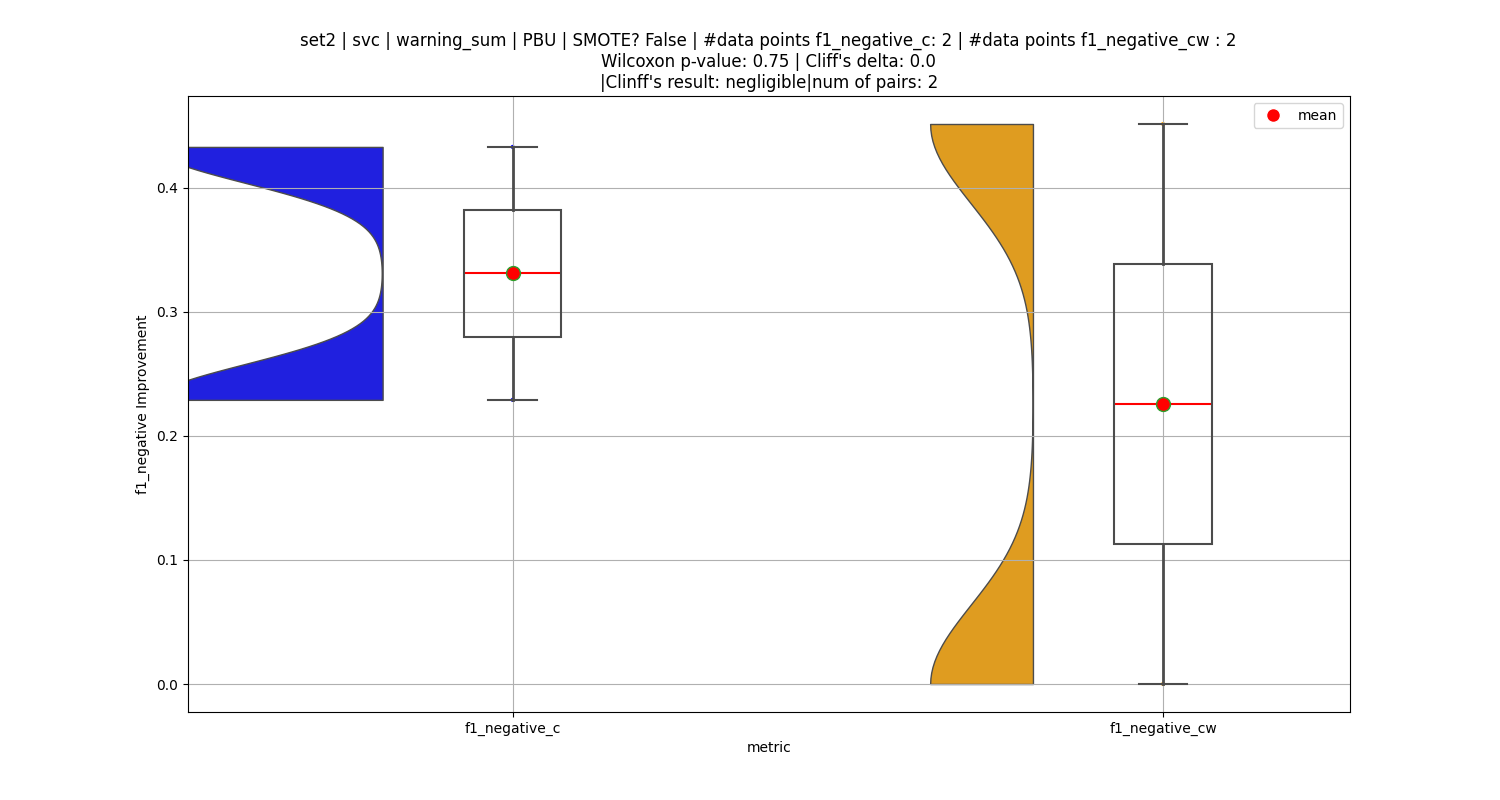 set2 | svc | warning_sum | PBU | SMOTE? False | #data points f1_negative_c: 2 | #data points f1_negative_cw : 2
Wilcoxon p-value: 0.75 | Cliff's delta: 0.0
|Clinff's result: negligible|num of pairs: 2
mean
0.4
0.3
0.2
0.1
0.0
f1_negative Improvement
f1_negative_c
f1_negative_cw
metric